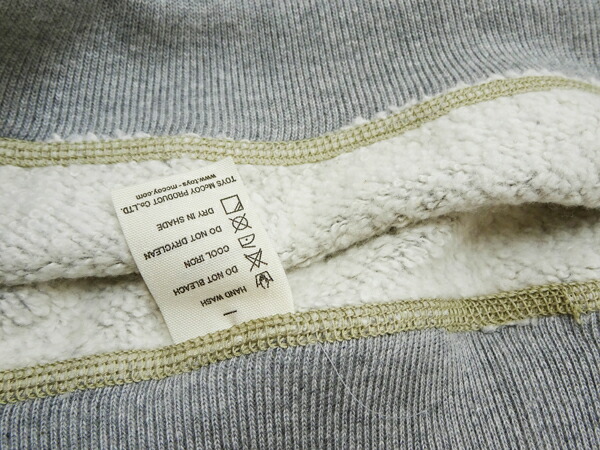 HAND WASH
DO NOT BLEACH
COOL IRON
DO NOT DRYCLEAN
DRY IN SHADE
TOYS McCOY PRODUCT Co.,LTD.
www.toys-mccoy.com